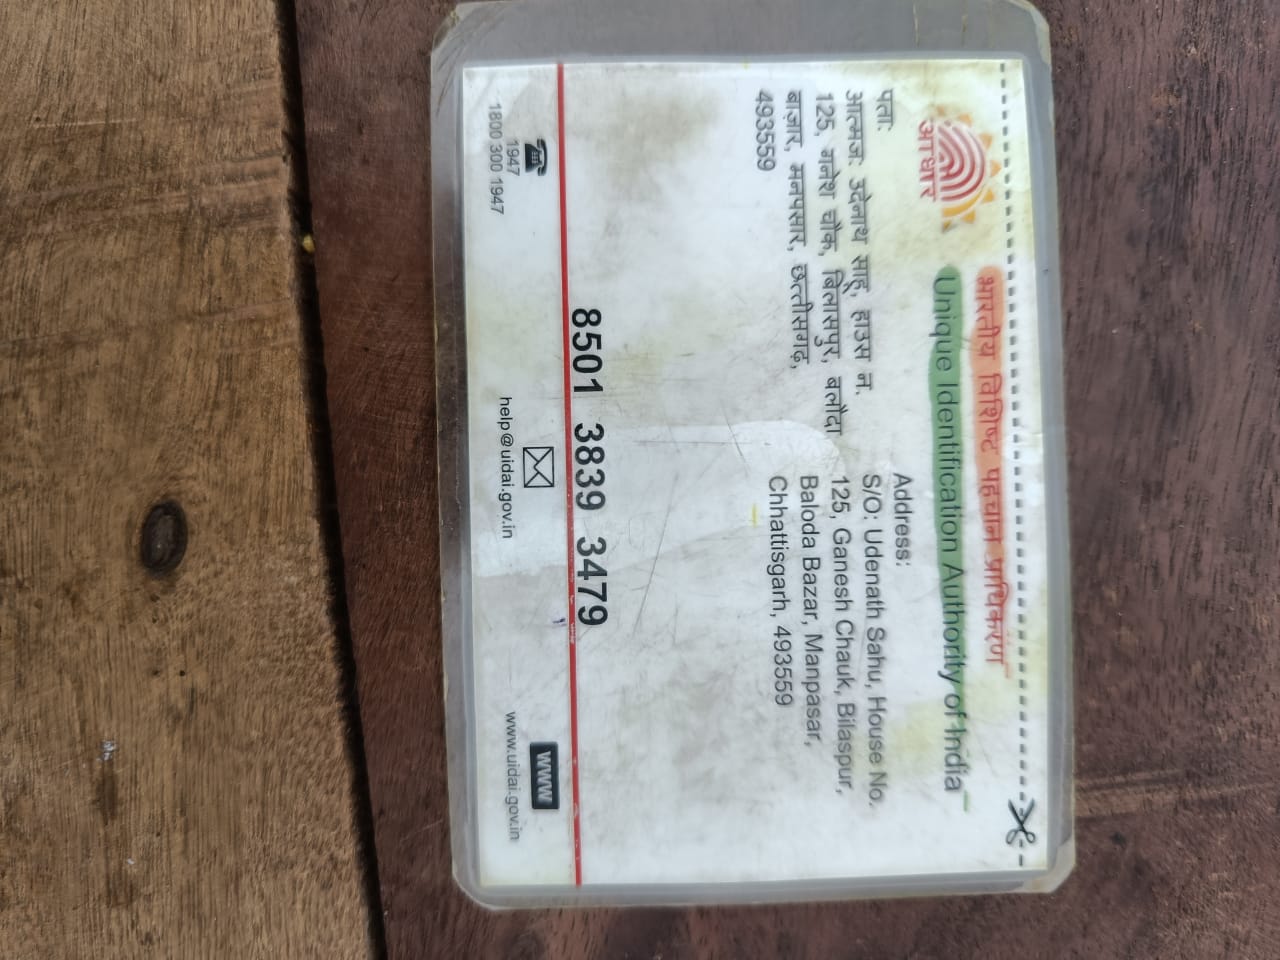 भारतीय विशिष्ट पहचान प्राधिकरण
Unique Identification Authority of India
आधार
पता:
आत्मज: उदेनाथ साहू, हाउस न.
125, गनेश चौक, बिलासपुर, बलौदा
बाज़ार, मनपसार, छत्तीसगढ़,
493559
Address:
S/O: Udenath Sahu, House No.
125, Ganesh Chauk, Bilaspur,
Baloda Bazar, Manpasar,
Chhattisgarh, 493559
8501 3839 3479
1947
1800 300 1947
help@uidai.gov.in
www
www.uidai.gov.in